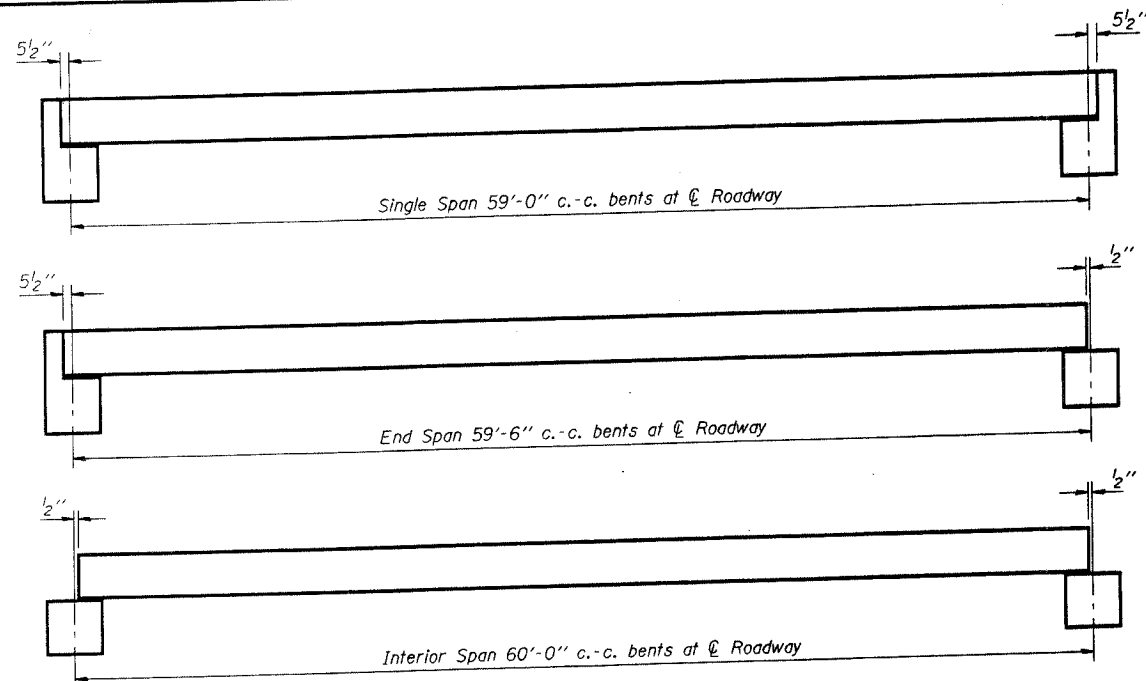 5½" 5½"
Single Span 59'-0" c.-c. bents at ℄ Roadway
5½" ½"
End Span 59'-6" c.-c. bents at ℄ Roadway
½" ½"
Interior Span 60'-0" c.-c. bents at ℄ Roadway